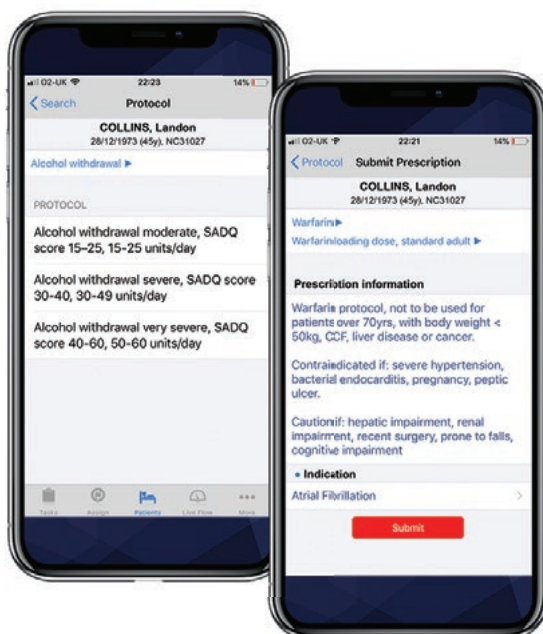 O2-UK
22:23
14%
Search
Protocol
COLLINS, Landon
28/12/1973 (45y), NC31027
Alcohol withdrawal
PROTOCOL
Alcohol withdrawal moderate, SADQ
score 15–25, 15-25 units/day
Alcohol withdrawal severe, SADQ score
30-40, 30-49 units/day
Alcohol withdrawal very severe, SADQ
score 40-60, 50-60 units/day
Tasks
Assign
Patients
Live Flow
More
O2-UK
22:21
14%
Protocol
Submit Prescription
COLLINS, Landon
28/12/1973 (45y), NC31027
Warfarin
Warfarinloading dose, standard adult
Prescription information
Warfarin protocol, not to be used for
patients over 70yrs, with body weight <
50kg, CCF, liver disease or cancer.
Contraindicated if: severe hypertension,
bacterial endocarditis, pregnancy, peptic
ulcer.
Cautionif: hepatic impairment, renal
impairment, recent surgery, prone to falls,
cognitive impairment
• Indication
Atrial Fibrillation
Submit